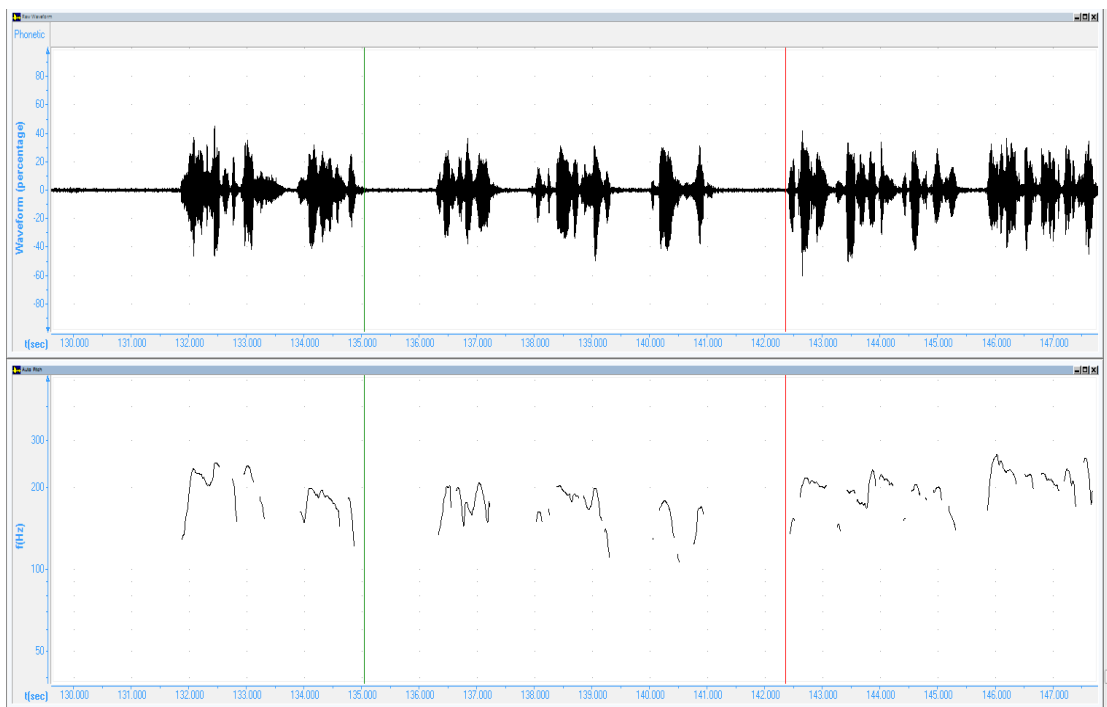 Raw Waveform
Phonetic
80
60
40
20
0
-20
-40
-60
-80
Waveform (percentage)
t(sec) 130.000 131.000 132.000 133.000 134.000 135.000 136.000 137.000 138.000 139.000 140.000 141.000 142.000 143.000 144.000 145.000 146.000 147.000
Auto Pitch
300
200
100
50
f(Hz)
t(sec) 130.000 131.000 132.000 133.000 134.000 135.000 136.000 137.000 138.000 139.000 140.000 141.000 142.000 143.000 144.000 145.000 146.000 147.000